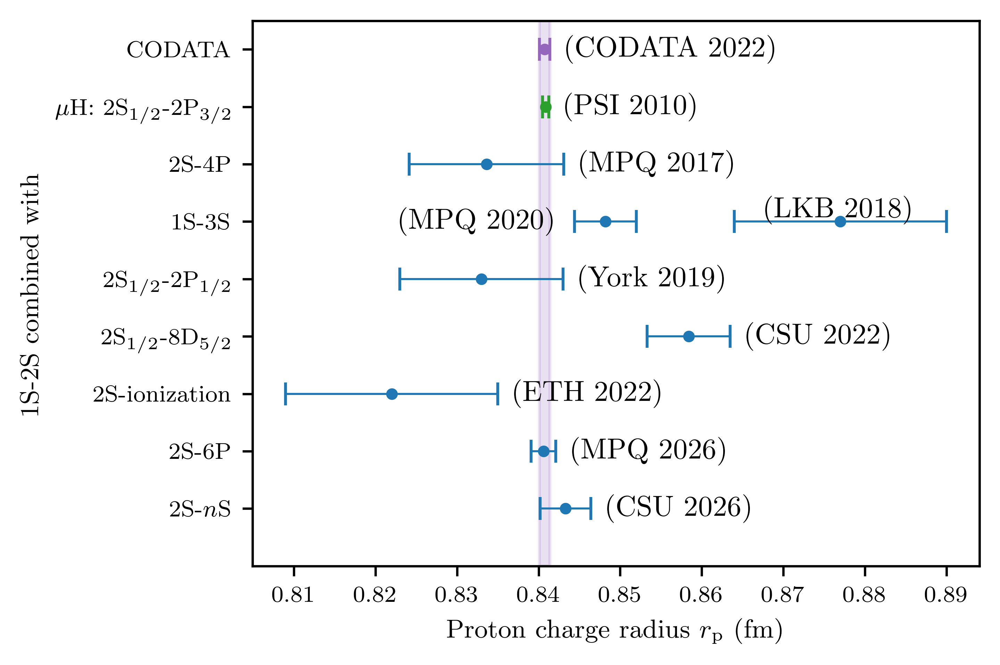 CODATA (CODATA 2022)
μH: 2S1/2-2P3/2 (PSI 2010)
2S-4P (MPQ 2017)
1S-3S (MPQ 2020) (LKB 2018)
2S1/2-2P1/2 (York 2019)
2S1/2-8D5/2 (CSU 2022)
2S-ionization (ETH 2022)
2S-6P (MPQ 2026)
2S-nS (CSU 2026)
1S-2S combined with
0.81 0.82 0.83 0.84 0.85 0.86 0.87 0.88 0.89
Proton charge radius rp (fm)